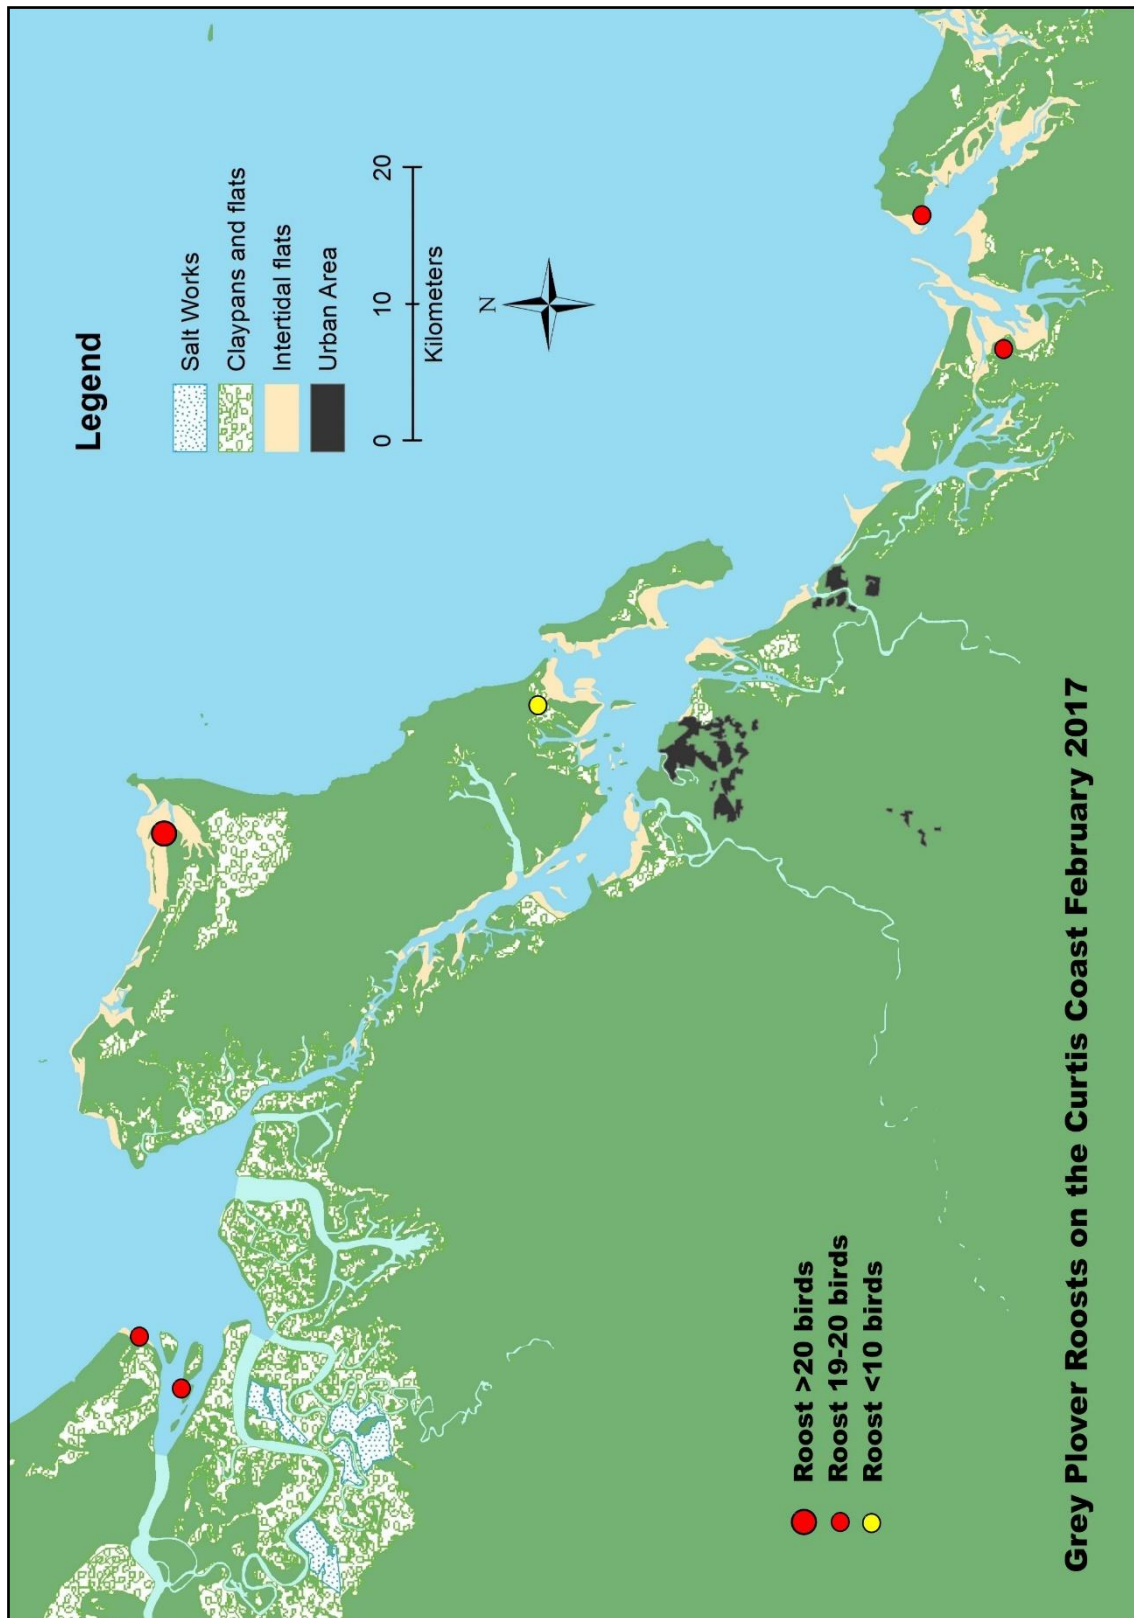 Legend
Salt Works
Claypans and flats
Intertidal flats
Urban Area
0 10 20
Kilometers
N
Roost >20 birds
Roost 19-20 birds
Roost <10 birds
Grey Plover Roosts on the Curtis Coast February 2017